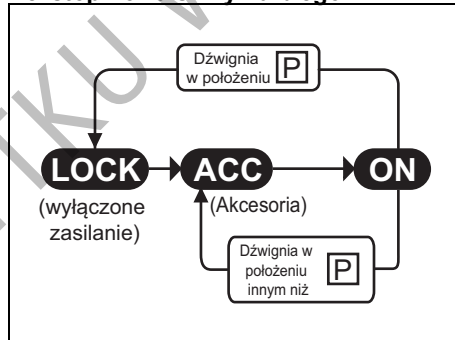 Dźwignia
w położeniu P
LOCK ACC ON
(wyłączone
zasilanie)
(Akcesoria)
Dźwignia w
położeniu
innym niż
P